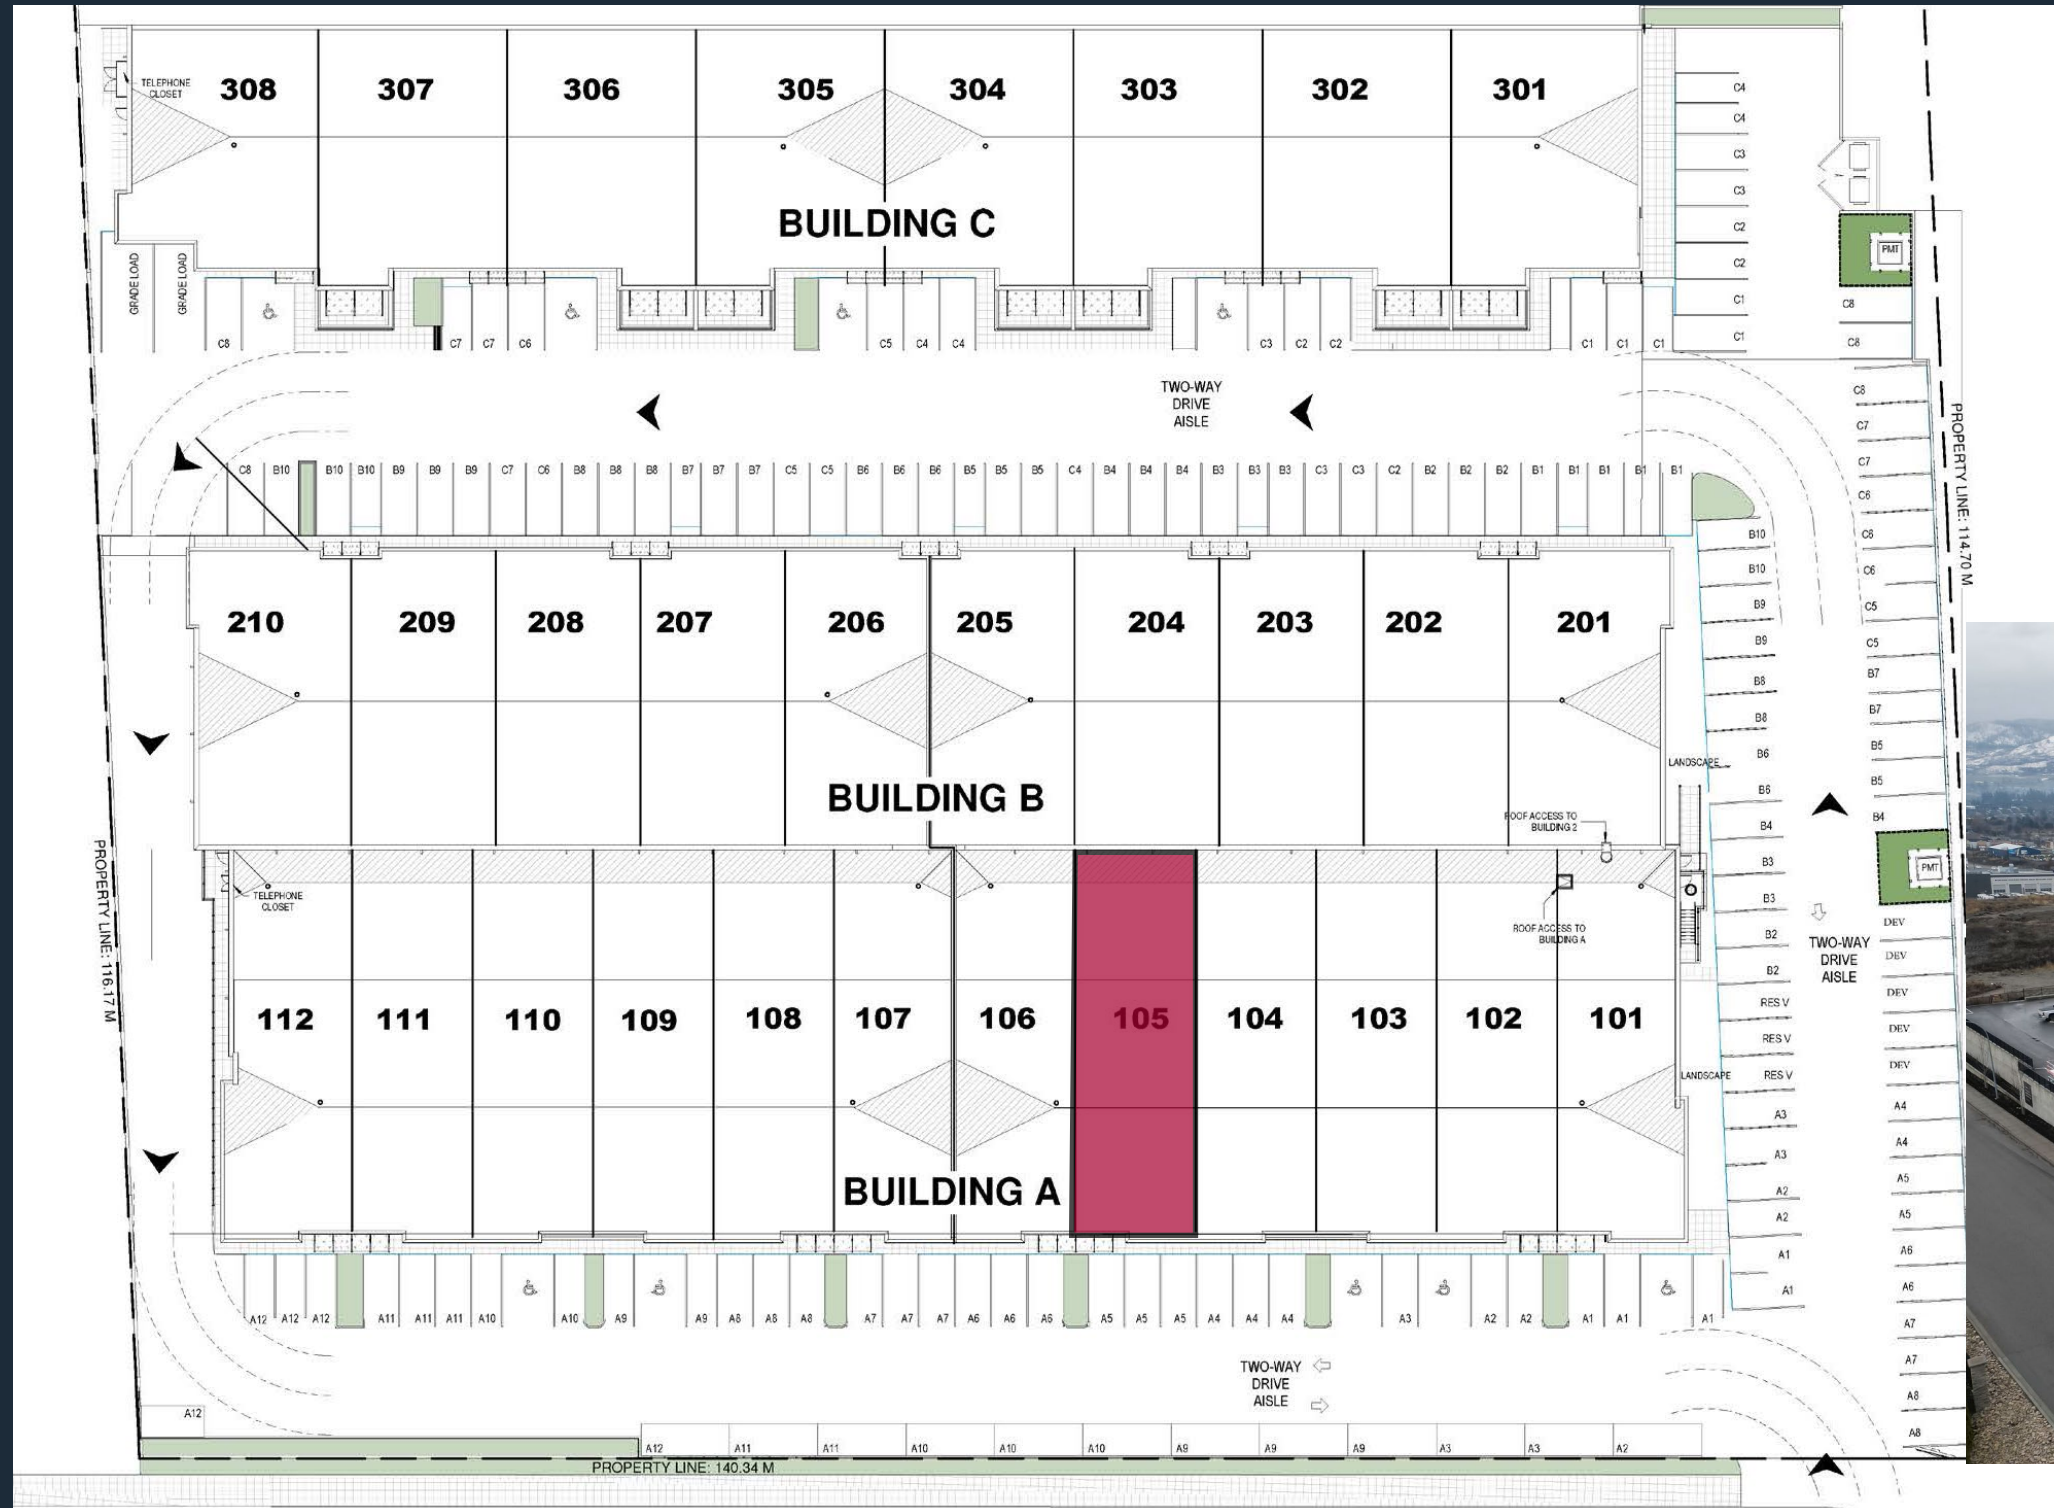 308 307 306 305 304 303 302 301
TELEPHONE
CLOSET
BUILDING C
C4
C4
C3
C3
C2
C2
C1
C1
PMT
C8
C8
GRADE LOAD
GRADE LOAD
C8 C7 C7 C6 C5 C4 C4 C3 C2 C2 C1 C1 C1
TWO-WAY
DRIVE
AISLE
C8 B10 B10 B10 B9 B9 B9 C7 C6 B8 B8 B8 B7 B7 B7 C5 C5 B6 B6 B6 B5 B5 B5 C4 B4 B4 B4 B3 B3 B3 C3 C3 C2 B2 B2 B2 B1 B1 B1 B1 B1
C8
C7
C7
C6
C6
C6
C5
C5
B7
B7
B5
B5
B4
PMT
PROPERTY LINE: 114.70 M
210 209 208 207 206 205 204 203 202 201
BUILDING B
B10
B10
B9
B9
B8
B8
B6
B6
B4
B3
B3
B2
B2
RES V
RES V
RES V
A3
A3
A2
A2
A1
A1
LANDSCAPE
ROOF ACCESS TO
BUILDING 2
TELEPHONE
CLOSET
ROOF ACCESS TO
BUILDING A
PROPERTY LINE: 116.17 M
TWO-WAY
DRIVE
AISLE
DEV
DEV
DEV
DEV
DEV
A4
A4
A5
A5
A6
A6
A7
A7
A8
A8
112 111 110 109 108 107 106 105 104 103 102 101
LANDSCAPE
BUILDING A
A12 A12 A12 A11 A11 A11 A10 A10 A9 A9 A8 A8 A8 A7 A7 A7 A6 A6 A6 A5 A5 A5 A4 A4 A4 A3 A2 A2 A1 A1 A1
TWO-WAY
DRIVE
AISLE
A12
A12 A11 A11 A10 A10 A10 A9 A9 A9 A3 A3 A2
PROPERTY LINE: 140.34 M